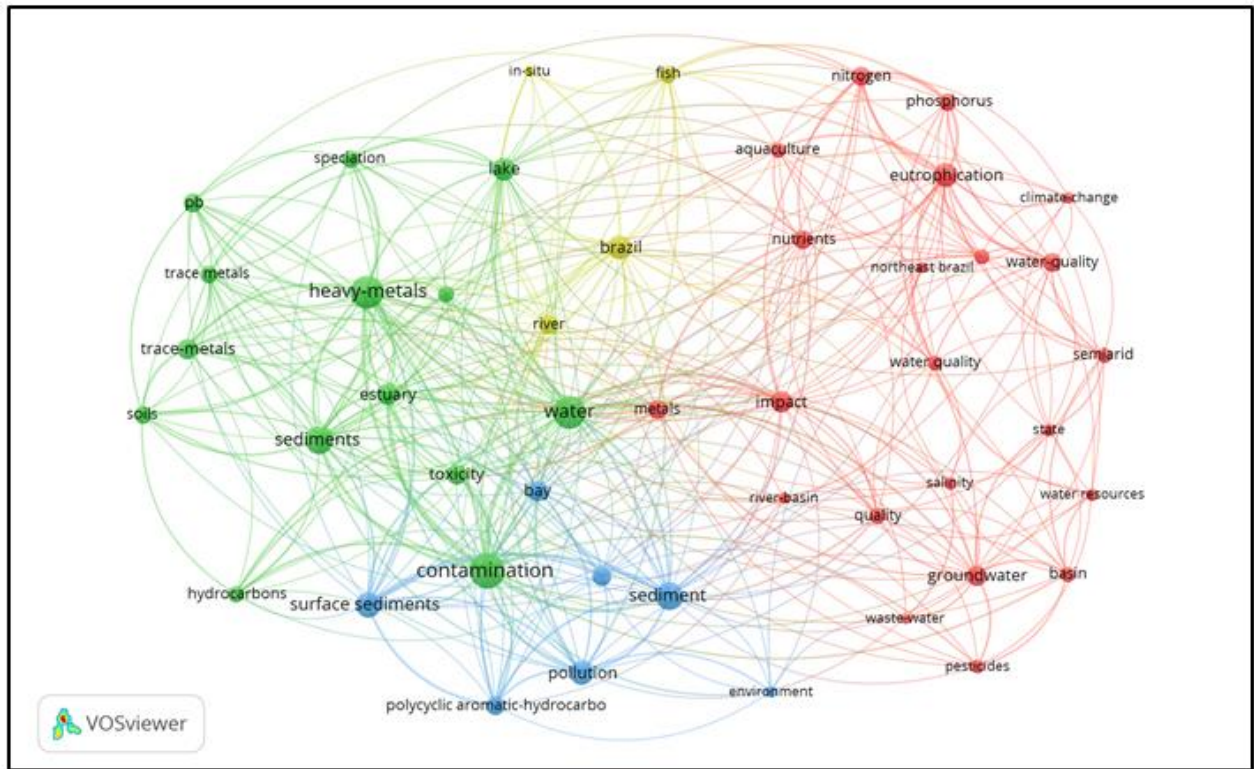 in-situ
fish
nitrogen
phosphorus
aquaculture
speciation
lake
eutrophication
climate-change
pb
brazil
nutrients
northeast brazil
water-quality
trace metals
heavy-metals
river
trace-metals
water quality
semiarid
estuary
soils
water
metals
impact
sediments
state
toxicity
bay
salinity
river-basin
water resources
quality
contamination
groundwater
basin
hydrocarbons
surface sediments
sediment
waste-water
pollution
pesticides
polycyclic aromatic-hydrocarbo
environment
VOSviewer